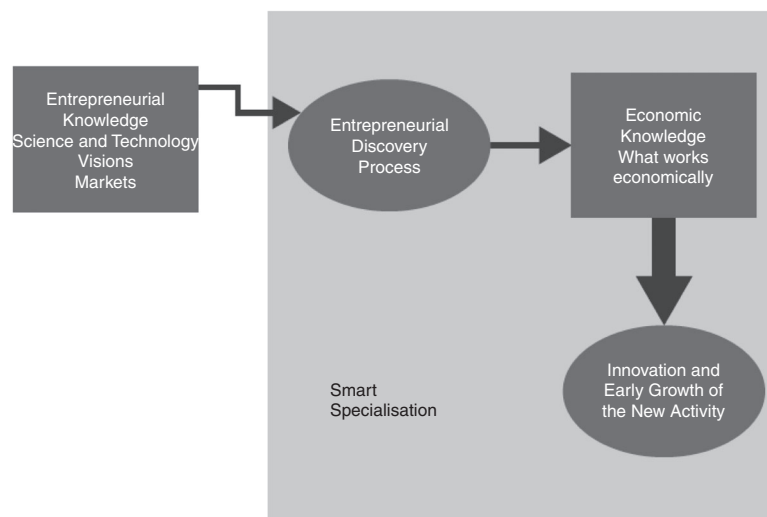 Entrepreneurial
Knowledge
Science and Technology
Visions
Markets
Entrepreneurial
Discovery
Process
Economic
Knowledge
What works
economically
Innovation and
Early Growth of
the New Activity
Smart
Specialisation